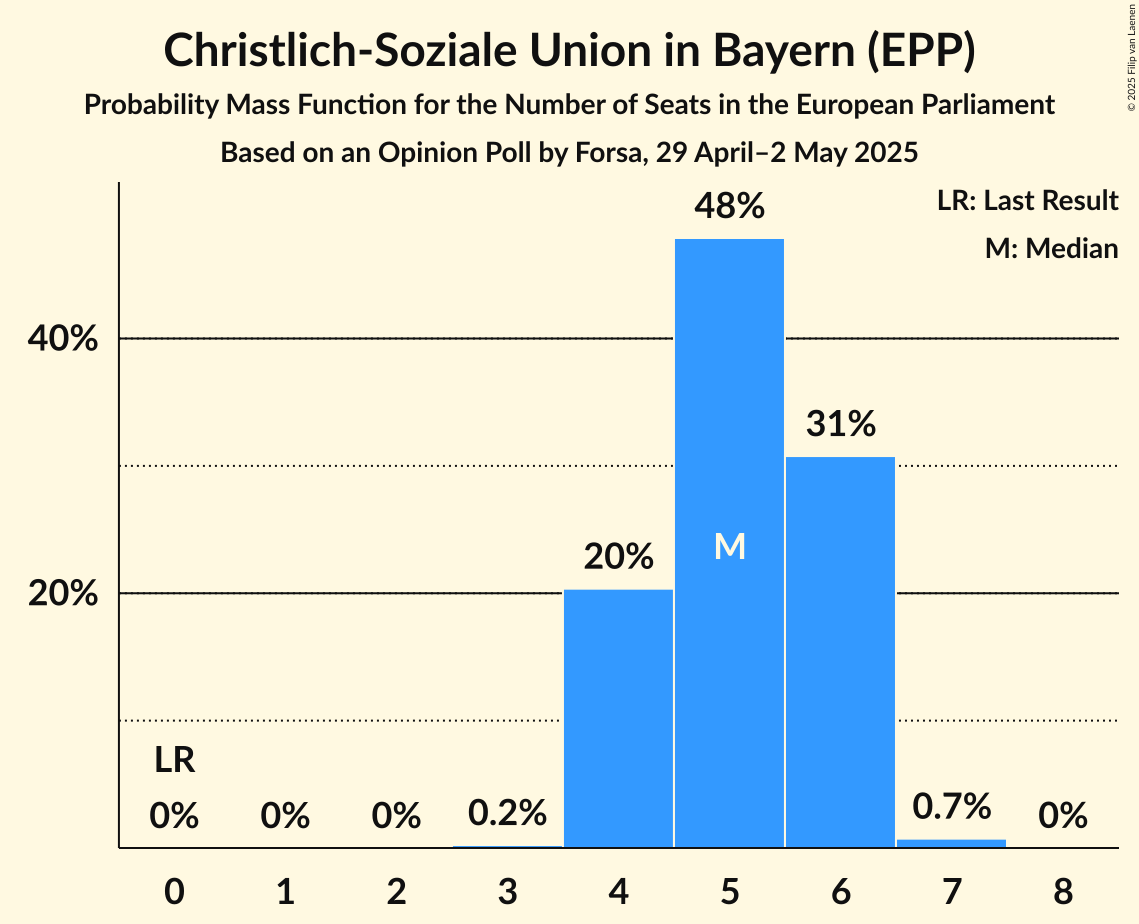 Christlich-Soziale Union in Bayern (EPP)
Probability Mass Function for the Number of Seats in the European Parliament
Based on an Opinion Poll by Forsa, 29 April–2 May 2025
© 2025 Filip van Laenen
LR: Last Result
M: Median
48%
40%
31%
20%
M
20%
LR
0%
0%
0%
0.2%
0.7%
0%
0 1 2 3 4 5 6 7 8